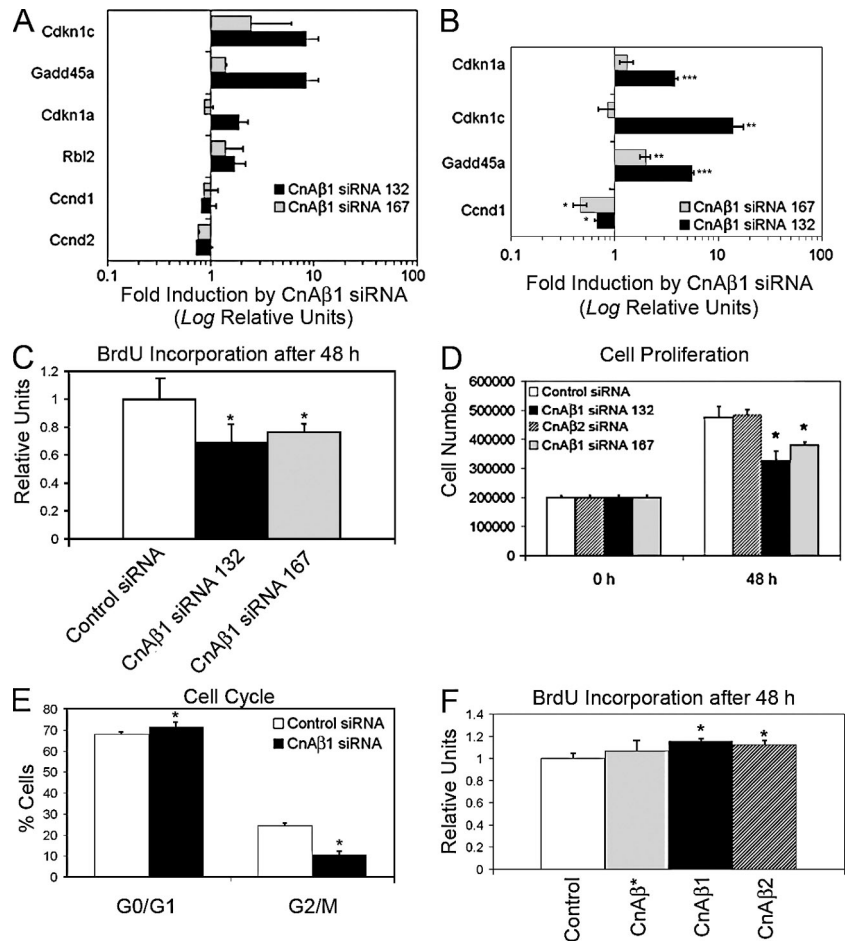 A
Cdkn1c
Gadd45a
Cdkn1a
Rbl2
Ccnd1
Ccnd2
CnAβ1 siRNA 132
CnAβ1 siRNA 167
0.1 1 10 100
Fold Induction by CnAβ1 siRNA
(Log Relative Units)
B
Cdkn1a
Cdkn1c
Gadd45a
Ccnd1
***
**
**
***
*
*
CnAβ1 siRNA 167
CnAβ1 siRNA 132
0.1 1 10 100
Fold Induction by CnAβ1 siRNA
(Log Relative Units)
C
BrdU Incorporation after 48 h
Relative Units
1.2
1
0.8
0.6
0.4
0.2
0
* *
Control siRNA
CnAβ1 siRNA 132
CnAβ1 siRNA 167
D
Cell Proliferation
Cell Number
600000
500000
400000
300000
200000
100000
0
Control siRNA
CnAβ1 siRNA 132
CnAβ2 siRNA
CnAβ1 siRNA 167
* *
0 h 48 h
E
Cell Cycle
% Cells
80
70
60
50
40
30
20
10
0
Control siRNA
CnAβ1 siRNA
*
*
G0/G1 G2/M
F
BrdU Incorporation after 48 h
Relative Units
1.4
1.2
1
0.8
0.6
0.4
0.2
0
* *
Control
CnAβ*
CnAβ1
CnAβ2